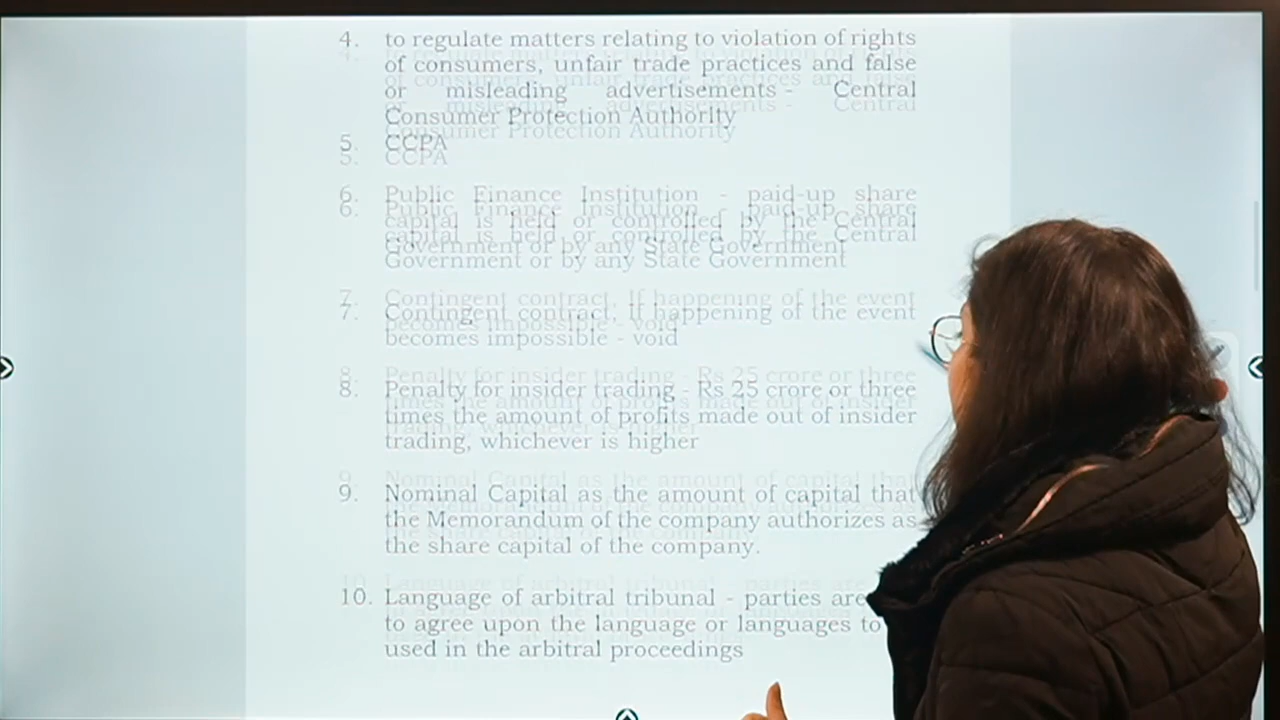 4. to regulate matters relating to violation of rights
of consumers, unfair trade practices and false
or misleading advertisements - Central
Consumer Protection Authority
5. CCPA
6. Public Finance Institution - paid-up share
capital is held or controlled by the Central
Government or by any State Government
7. Contingent contract. If happening of the event
becomes impossible - void
8. Penalty for insider trading - Rs 25 crore or three
times the amount of profits made out of insider
trading, whichever is higher
9. Nominal Capital as the amount of capital that
the Memorandum of the company authorizes as
the share capital of the company.
10. Language of arbitral tribunal - parties are
to agree upon the language or languages to
used in the arbitral proceedings